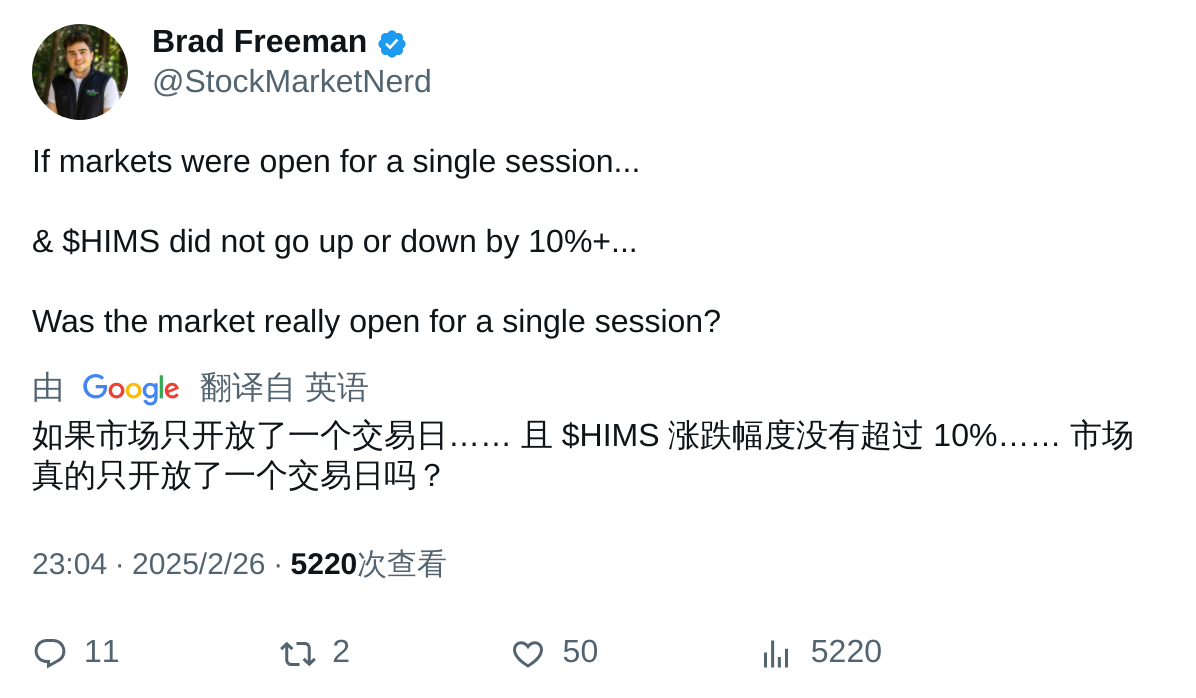 Brad Freeman
@StockMarketNerd
If markets were open for a single session...
& $HIMS did not go up or down by 10%+...
Was the market really open for a single session?
由 Google 翻译自 英语
如果市场只开放了一个交易日…… 且 $HIMS 涨跌幅度没有超过 10%…… 市场
真的只开放了一个交易日吗？
23:04 · 2025/2/26 · 5220次查看
11 2 50 5220